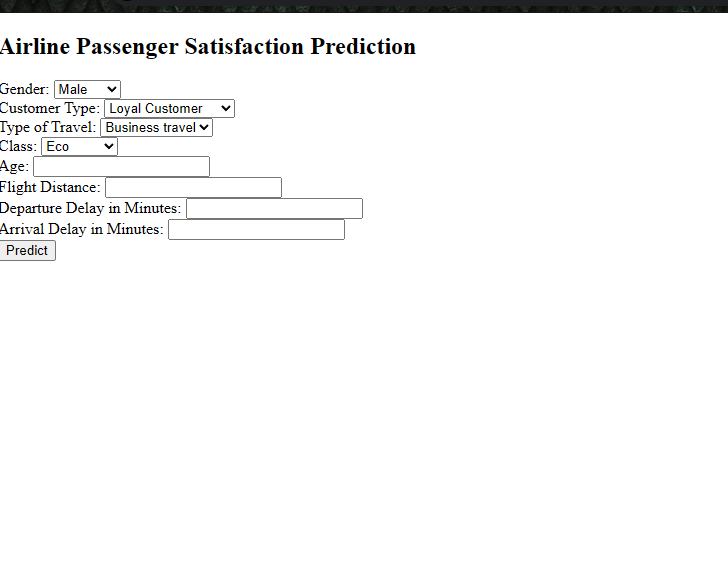 Airline Passenger Satisfaction Prediction
Gender: Male
Customer Type: Loyal Customer
Type of Travel: Business travel
Class: Eco
Age:
Flight Distance:
Departure Delay in Minutes:
Arrival Delay in Minutes:
Predict